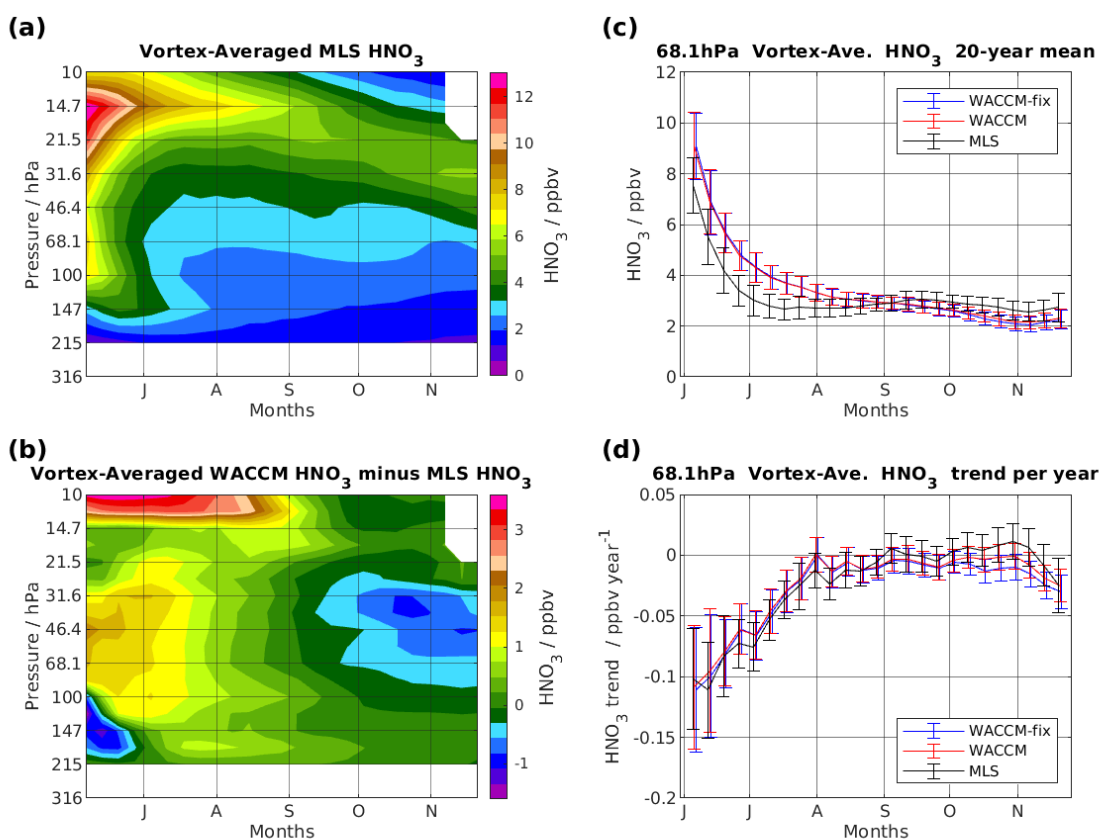 (a)
Vortex-Averaged MLS HNO3
10
14.7
21.5
31.6
46.4
68.1
100
147
215
316
Pressure / hPa
J A S O N
Months
12
10
8
6
4
2
0
HNO3 / ppbv
(c)
68.1hPa Vortex-Ave. HNO3 20-year mean
12
10
8
6
4
2
0
HNO3 / ppbv
WACCM-fix
WACCM
MLS
J J A S O N
Months
(b)
Vortex-Averaged WACCM HNO3 minus MLS HNO3
10
14.7
21.5
31.6
46.4
68.1
100
147
215
316
Pressure / hPa
J A S O N
Months
3
2
1
0
-1
HNO3 / ppbv
(d)
68.1hPa Vortex-Ave. HNO3 trend per year
0.05
0
-0.05
-0.1
-0.15
-0.2
HNO3 trend / ppbv year-1
WACCM-fix
WACCM
MLS
J J A S O N
Months